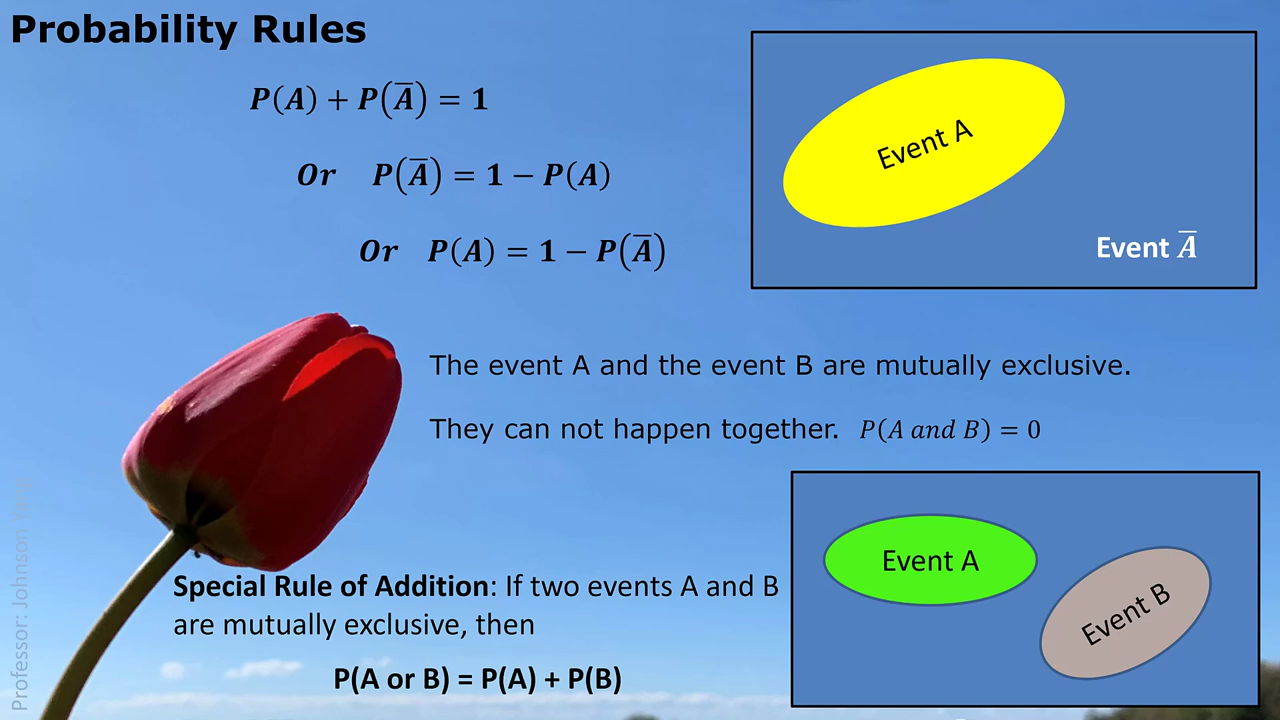 Probability Rules
P(A) + P(A̅) = 1
Or P(A̅) = 1 − P(A)
Or P(A) = 1 − P(A̅)
Event A
Event A̅
The event A and the event B are mutually exclusive.
They can not happen together. P(A and B) = 0
Event A
Event B
Special Rule of Addition: If two events A and B
are mutually exclusive, then
P(A or B) = P(A) + P(B)
Professor: Johnson